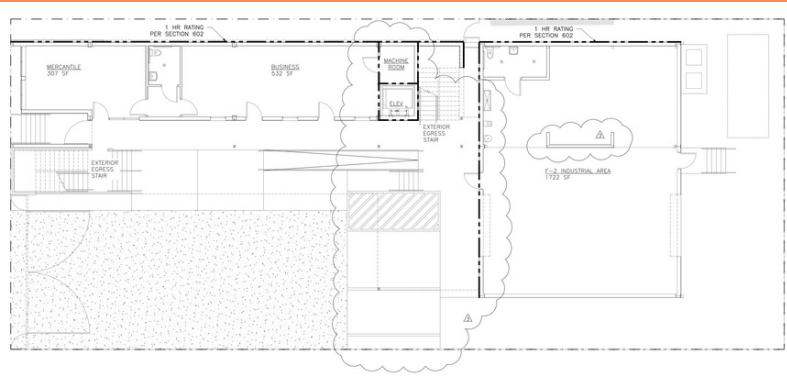 1 HR RATING
PER SECTION 602
1 HR RATING
PER SECTION 602
MERCANTILE
307 SF
BUSINESS
532 SF
MACHINE
ROOM
ELEV
EXTERIOR
EGRESS
STAIR
EXTERIOR
EGRESS
STAIR
F-2 INDUSTRIAL AREA
1722 SF